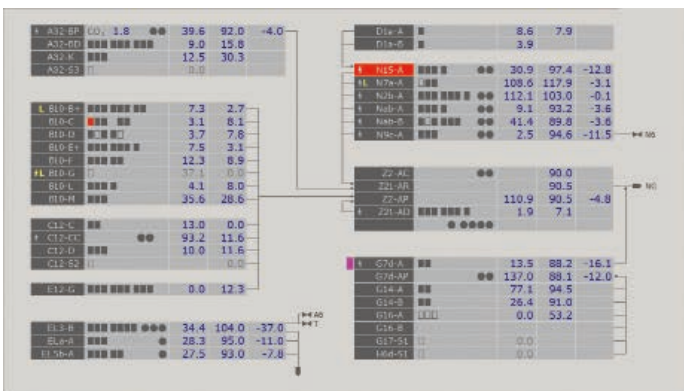 A32-BP CO₂ 1.8 39.6 92.0 -4.0
A32-BD 9.0 15.8
A32-K 12.5 30.3
A32-S3 0.0
L B10-B+ 7.3 2.7
B10-C 3.1 8.1
B10-D 3.7 7.8
B10-E+ 7.5 3.1
B10-F 12.3 8.9
L B10-G 37.1 0.0
B10-L 4.1 8.0
B10-M 35.6 28.6
C12-C 13.0 0.0
C12-CC 93.2 11.6
C12-D 10.0 11.6
C12-S2 0.0
E12-G 0.0 12.3
A6
T
EL3-B 34.4 104.0 -37.0
ELa-A 28.3 95.0 -11.0
EL5b-A 27.5 93.0 -7.8
D1a-A 8.6 7.9
D1a-B 3.9
N15-A 30.9 97.4 -12.8
L N7a-A 108.6 117.9 -3.1
N2b-A 112.1 103.0 -0.1
Nab-A 9.1 93.2 -3.6
Nab-B 41.4 89.8 -3.6
N9c-A 2.5 94.6 -11.5 N6
Z2-AC 90.0
Z21-AR 90.5 NG
Z2-AP 110.9 90.5 -4.8
Z21-AD 1.9 7.1
G7d-A 13.5 88.2 -16.1
G7d-AP 137.0 88.1 -12.0
G14-A 77.1 94.5
G14-B 26.4 91.0
G16-A 0.0 53.2
G16-B
G17-S1 0.0
H6d-S1 0.0